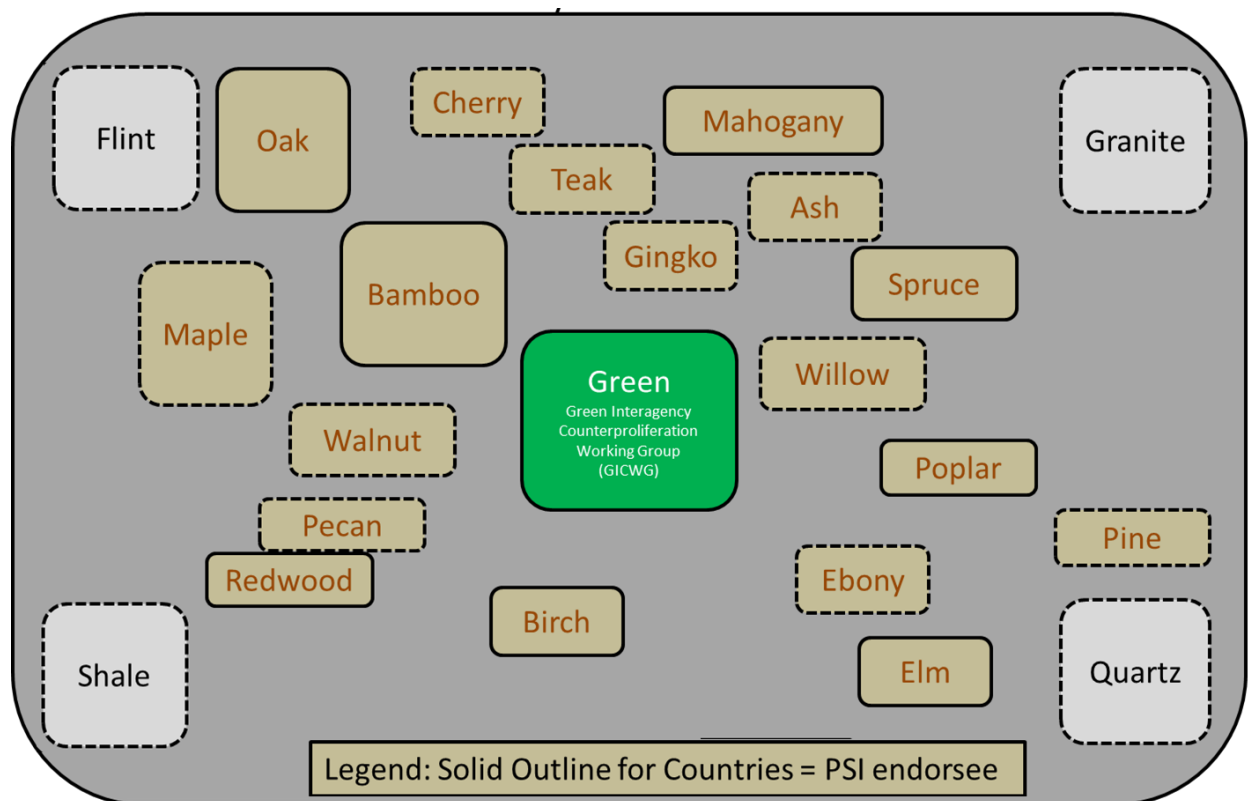 Cherry
Mahogany
Flint
Oak
Granite
Teak
Ash
Gingko
Spruce
Bamboo
Maple
Willow
Green
Green Interagency
Counterproliferation
Working Group
(GICWG)
Walnut
Poplar
Pecan
Pine
Redwood
Ebony
Birch
Shale
Elm
Quartz
Legend: Solid Outline for Countries = PSI endorsee